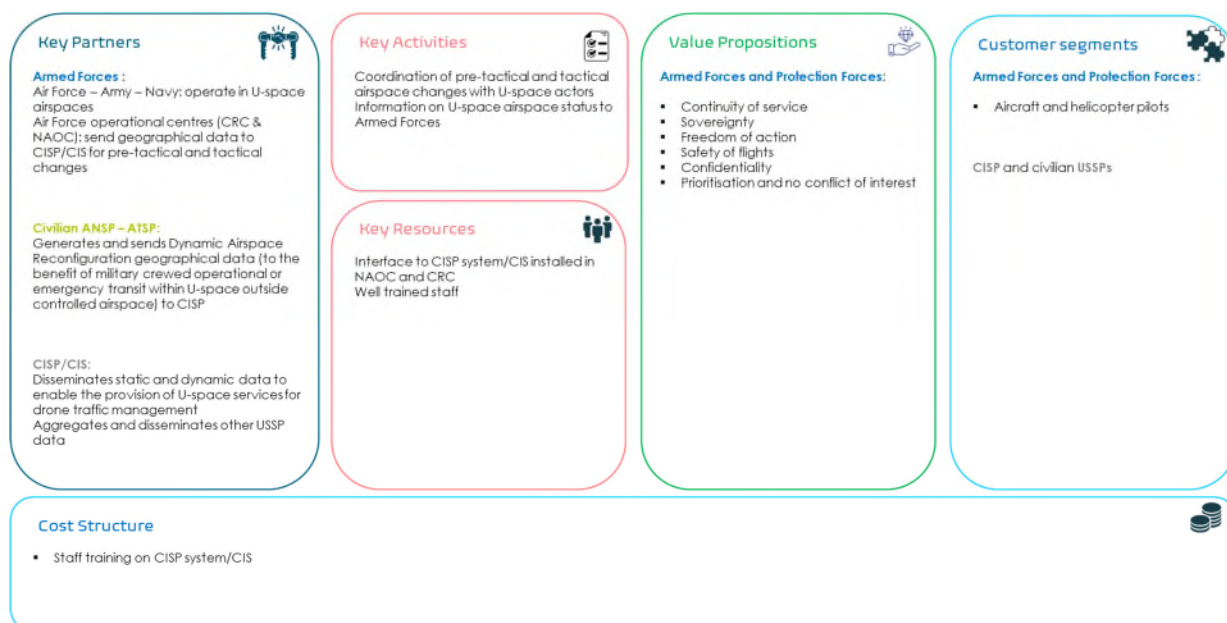 Key Partners
Armed Forces :
Air Force – Army – Navy: operate in U-space
airspaces
Air Force operational centres (CRC &
NAOC): send geographical data to
CISP/CIS for pre-tactical and tactical
changes
Civilian ANSP – ATSP:
Generates and sends Dynamic Airspace
Reconfiguration geographical data (to the
benefit of military crewed operational or
emergency transit within U-space outside
controlled airspace) to CISP
CISP/CIS:
Disseminates static and dynamic data to
enable the provision of U-space services for
drone traffic management
Aggregates and disseminates other USSP
data
Key Activities
Coordination of pre-tactical and tactical
airspace changes with U-space actors
Information on U-space airspace status to
Armed Forces
Key Resources
Interface to CISP system/CIS installed in
NAOC and CRC
Well trained staff
Value Propositions
Armed Forces and Protection Forces:
▪ Continuity of service
▪ Sovereignty
▪ Freedom of action
▪ Safety of flights
▪ Confidentiality
▪ Prioritisation and no conflict of interest
Customer segments
Armed Forces and Protection Forces :
▪ Aircraft and helicopter pilots
CISP and civilian USSPs
Cost Structure
▪ Staff training on CISP system/CIS